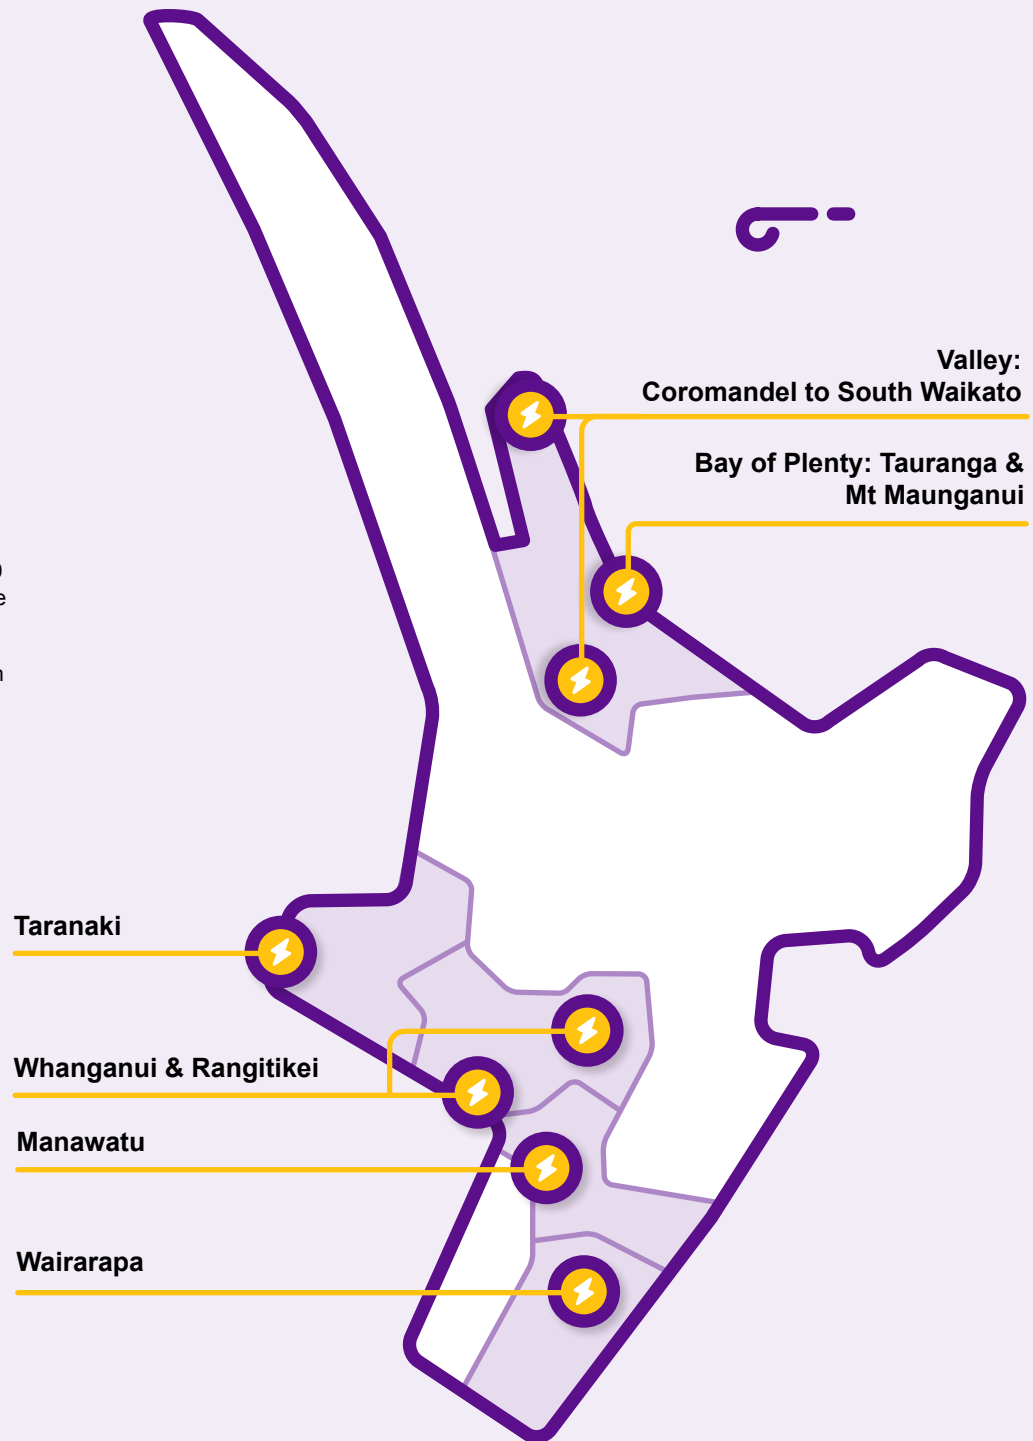 Valley:
Coromandel to South Waikato
Bay of Plenty: Tauranga &
Mt Maunganui
Taranaki
Whanganui & Rangitikei
Manawatu
Wairarapa